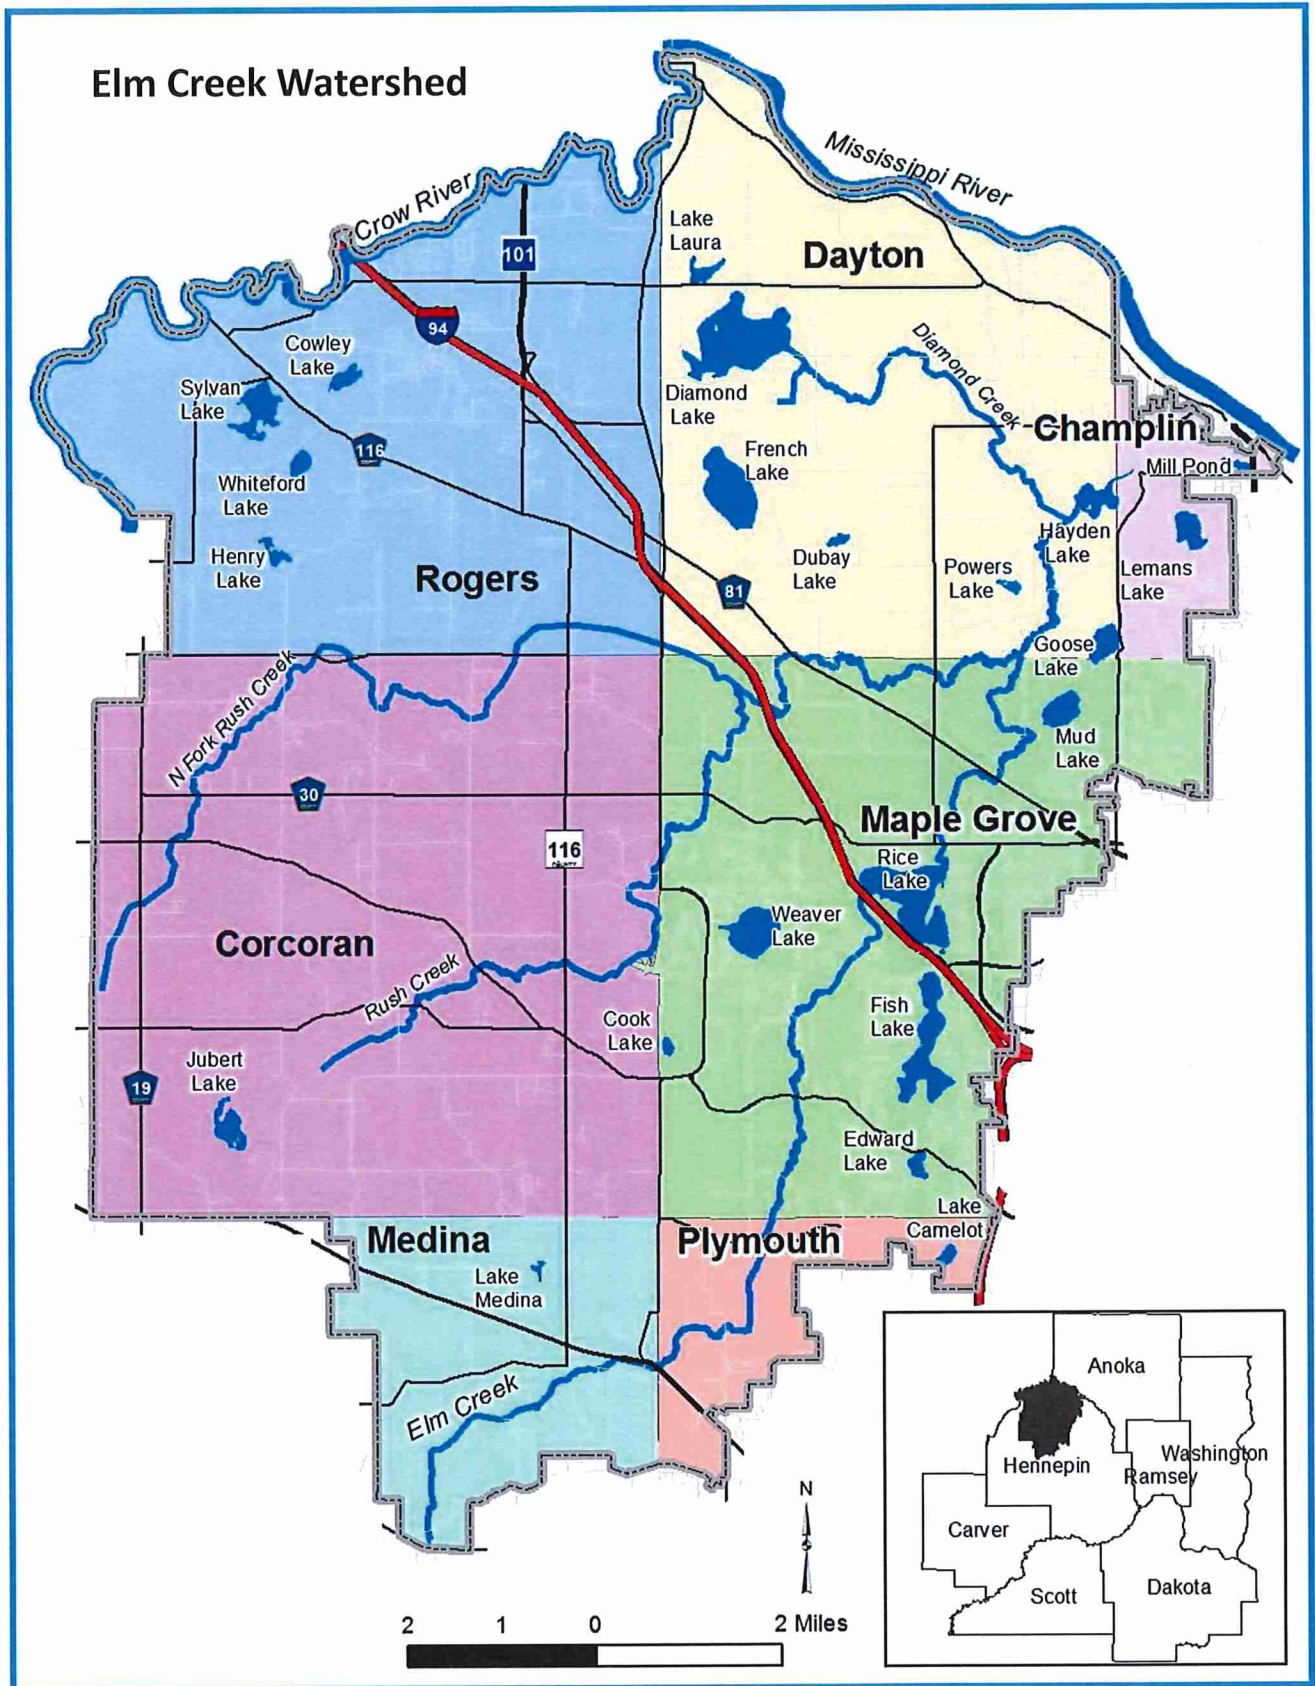 Elm Creek Watershed
Mississippi River
Crow River
Lake
Laura
Dayton
101
94
Cowley
Lake
Diamond Creek
Sylvan
Lake
Diamond
Lake
Champlin
116
French
Lake
Mill Pond
Whiteford
Lake
Hayden
Lake
Henry
Lake
Rogers
Dubay
Lake
Powers
Lake
Lemans
Lake
81
Goose
Lake
N Fork Rush Creek
Mud
Lake
30
Maple Grove
116
COUNTY
Rice
Lake
Weaver
Lake
Corcoran
Rush Creek
Fish
Lake
Cook
Lake
Jubert
Lake
19
Edward
Lake
Lake
Camelot
Medina
Plymouth
Lake
Medina
Elm Creek
N
2 1 0 2 Miles
Anoka
Washington
Hennepin
Ramsey
Carver
Scott
Dakota